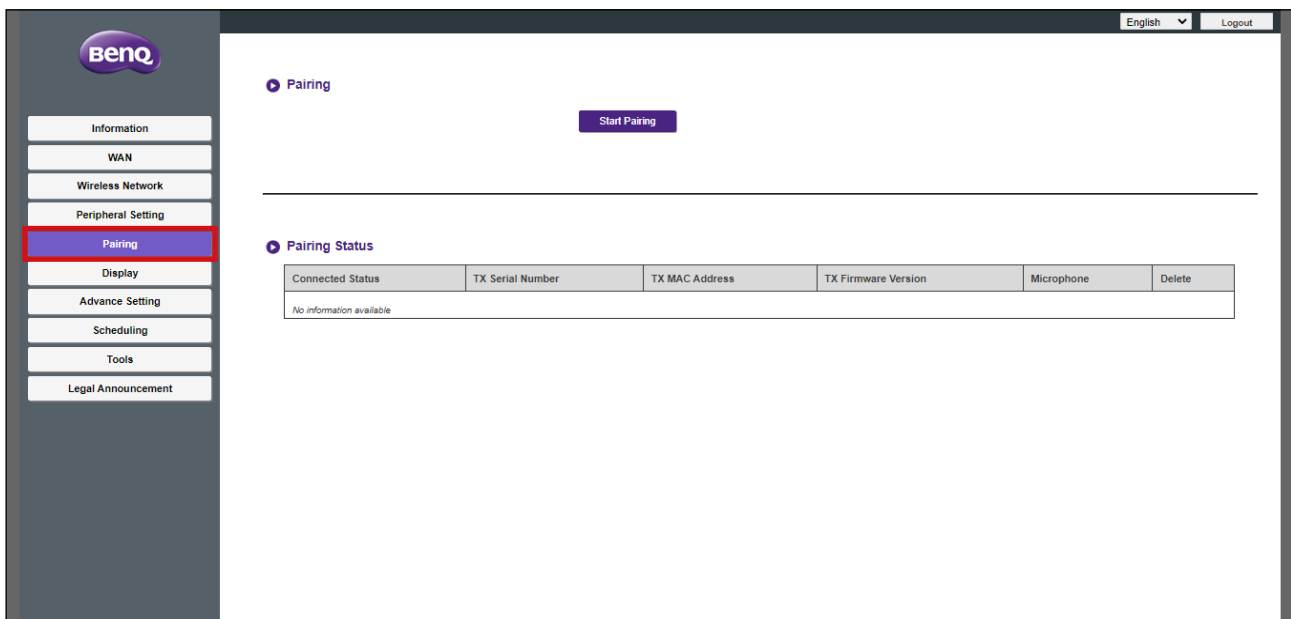 English Logout
BenQ
Pairing
Start Pairing
Information
WAN
Wireless Network
Peripheral Setting
Pairing
Display
Advance Setting
Scheduling
Tools
Legal Announcement
Pairing Status
Connected Status TX Serial Number TX MAC Address TX Firmware Version Microphone Delete
No information available